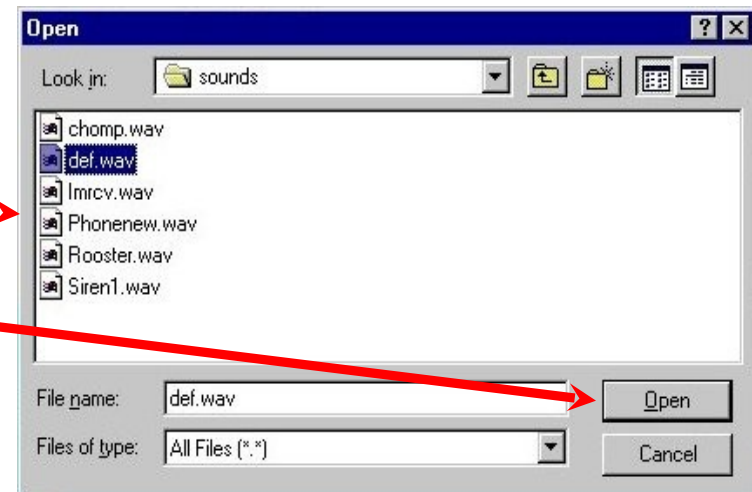 Open
Look in: sounds
chomp.wav
def.wav
Imrcv.wav
Phonenew.wav
Rooster.wav
Siren1.wav
File name: def.wav Open
Files of type: All Files (*.*) Cancel